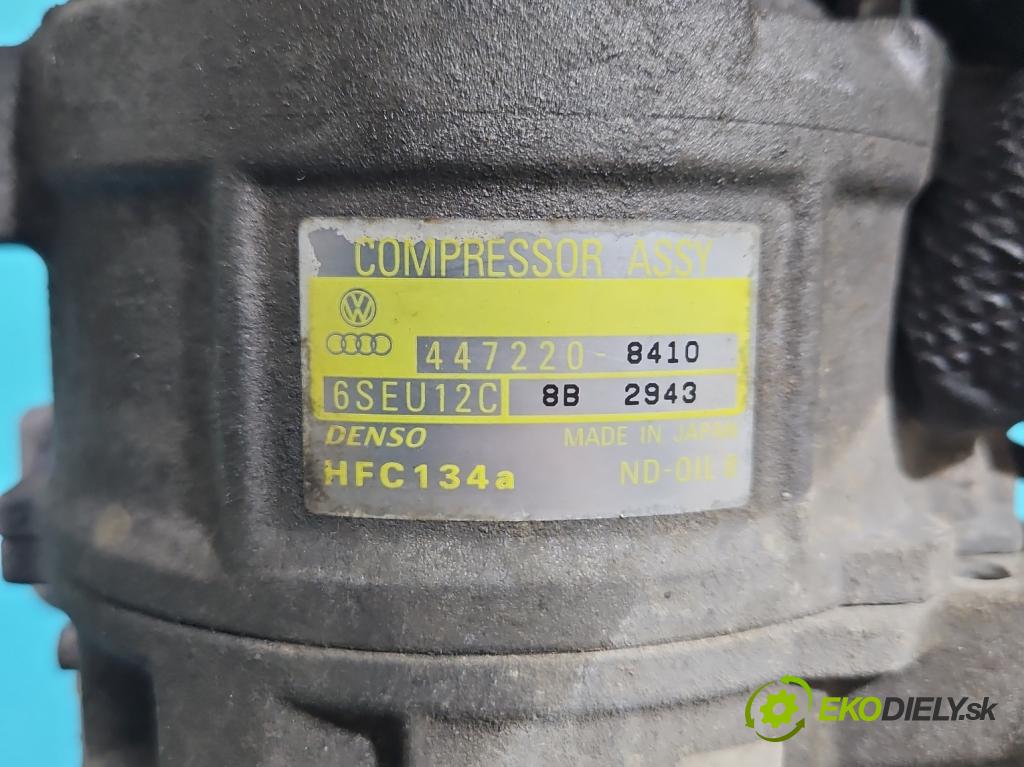 COMPRESSOR ASSY
447220-8410
6SEU12C 8B 2943
DENSO MADE IN JAPAN
HFC134a ND-OIL 8
EKODIELY.sk